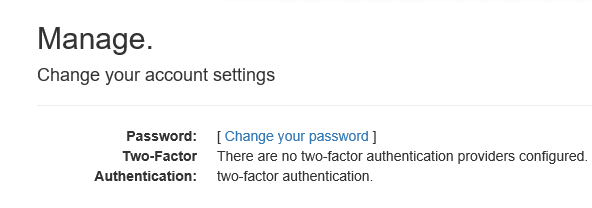 Manage.
Change your account settings
Password: [ Change your password ]
Two-Factor There are no two-factor authentication providers configured.
Authentication: two-factor authentication.